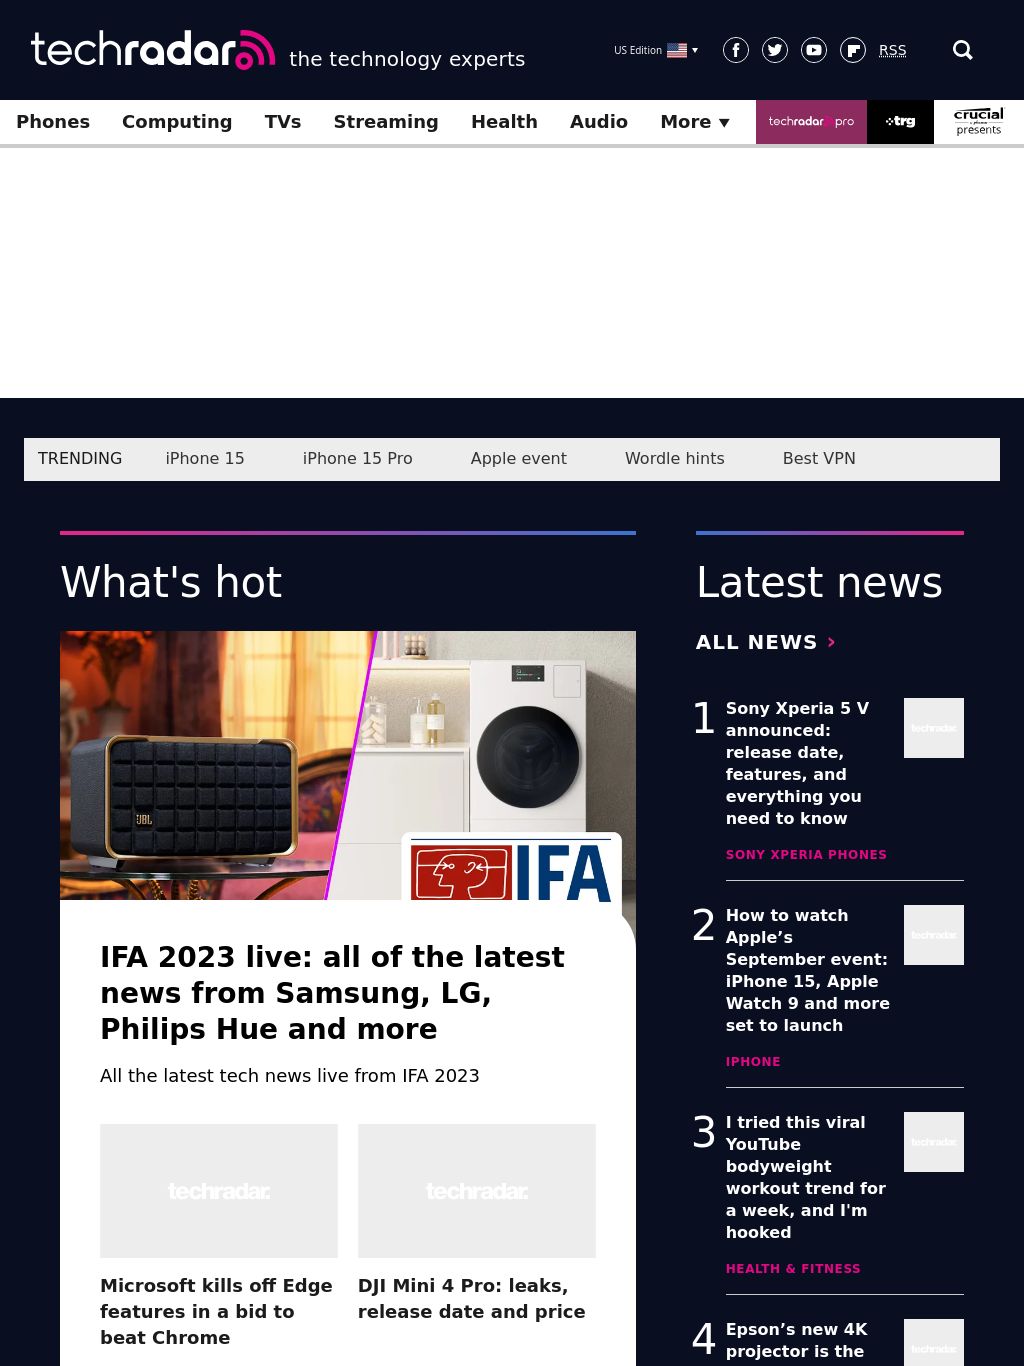 techradar the technology experts
US Edition
RSS
Phones Computing TVs Streaming Health Audio More ▼
techradar pro
trg
crucial
presents
TRENDING iPhone 15 iPhone 15 Pro Apple event Wordle hints Best VPN
What's hot
JBL
IFA
IFA 2023 live: all of the latest
news from Samsung, LG,
Philips Hue and more
All the latest tech news live from IFA 2023
techradar.
techradar.
Microsoft kills off Edge
features in a bid to
beat Chrome
DJI Mini 4 Pro: leaks,
release date and price
Latest news
ALL NEWS ›
1
Sony Xperia 5 V
announced:
release date,
features, and
everything you
need to know
techradar.
SONY XPERIA PHONES
2
How to watch
Apple’s
September event:
iPhone 15, Apple
Watch 9 and more
set to launch
techradar.
IPHONE
3
I tried this viral
YouTube
bodyweight
workout trend for
a week, and I'm
hooked
techradar.
HEALTH & FITNESS
4
Epson’s new 4K
projector is the
techradar.